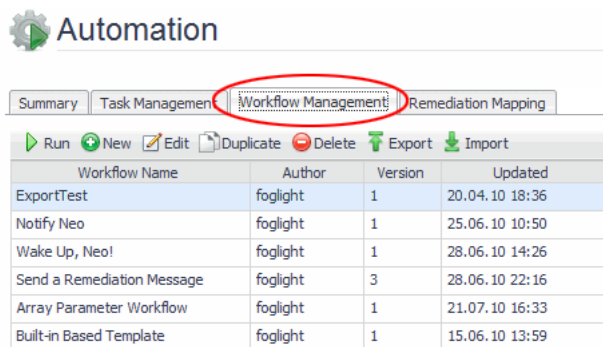 Automation
Summary Task Management Workflow Management Remediation Mapping
Run New Edit Duplicate Delete Export Import
Workflow Name Author Version Updated
ExportTest foglight 1 20.04.10 18:36
Notify Neo foglight 1 25.06.10 10:50
Wake Up, Neo! foglight 1 28.06.10 14:26
Send a Remediation Message foglight 3 28.06.10 22:16
Array Parameter Workflow foglight 1 21.07.10 16:33
Built-in Based Template foglight 1 15.06.10 13:59